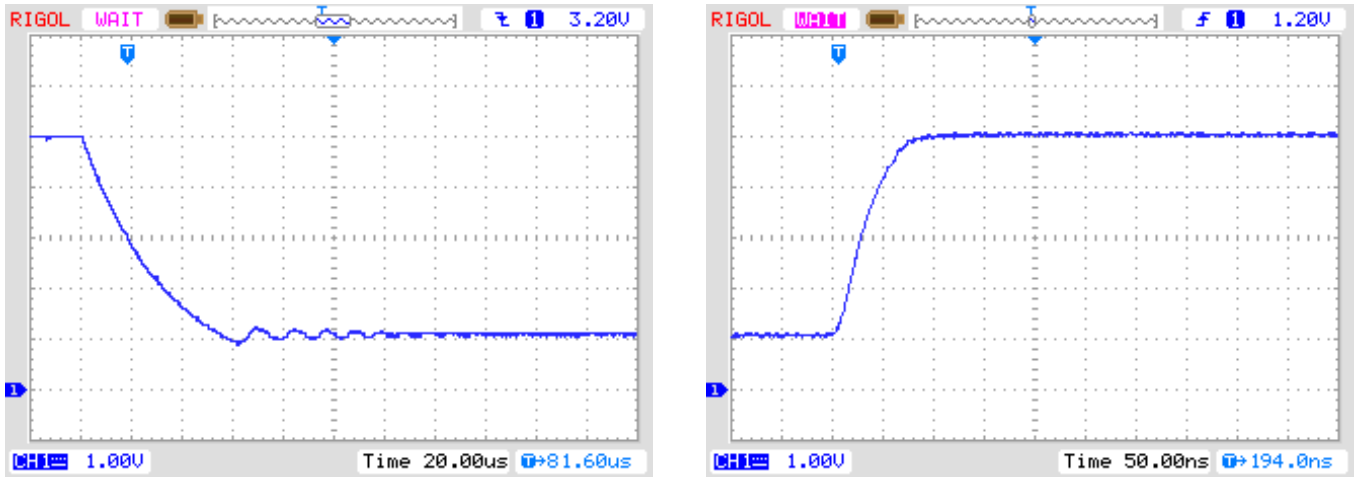 RIGOL WAIT T 1 3.20V
T
1
CH1 1.00V Time 20.00us T→81.60us
RIGOL WAIT T 1 1.20V
T
1
CH1 1.00V Time 50.00ns T→194.0ns